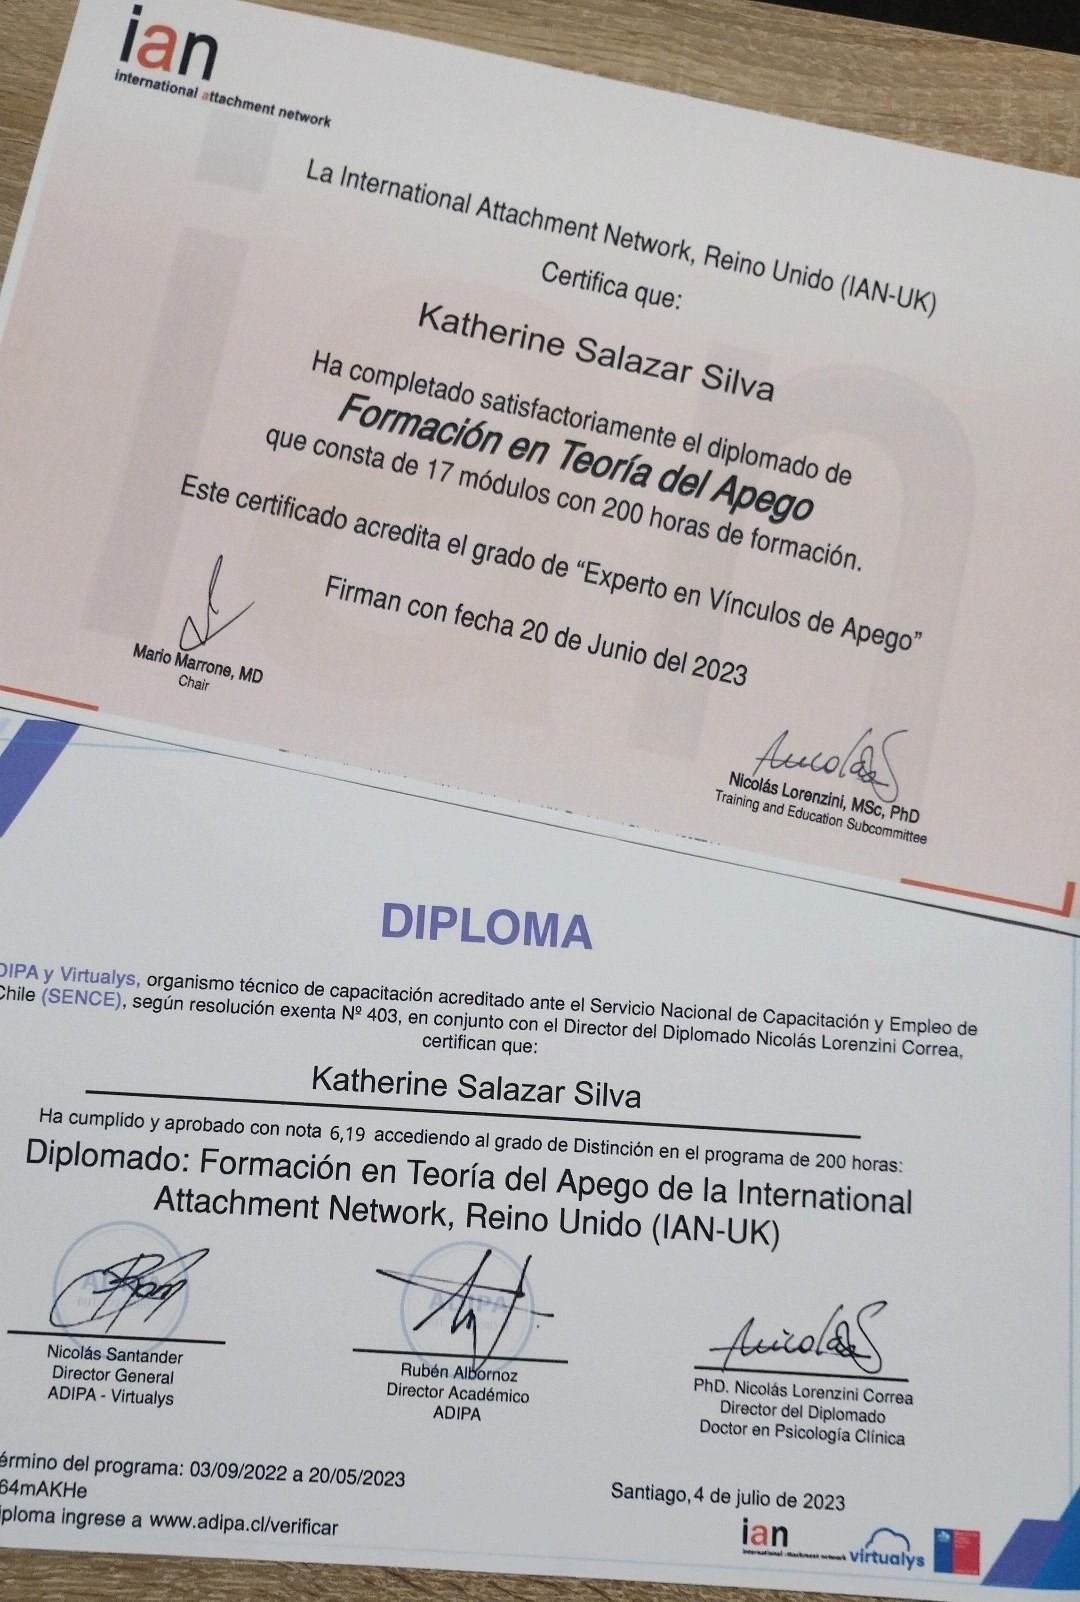 ian
international attachment network
La International Attachment Network, Reino Unido (IAN-UK)
Certifica que:
Katherine Salazar Silva
Ha completado satisfactoriamente el diplomado de
Formación en Teoría del Apego
que consta de 17 módulos con 200 horas de formación.
Este certificado acredita el grado de “Experto en Vínculos de Apego”
Firman con fecha 20 de Junio del 2023
Mario Marrone, MD
Chair
Nicolás Lorenzini, MSc, PhD
Training and Education Subcommittee
DIPLOMA
DIPA y Virtualys, organismo técnico de capacitación acreditado ante el Servicio Nacional de Capacitación y Empleo de
Chile (SENCE), según resolución exenta Nº 403, en conjunto con el Director del Diplomado Nicolás Lorenzini Correa,
certifican que:
Katherine Salazar Silva
Ha cumplido y aprobado con nota 6,19 accediendo al grado de Distinción en el programa de 200 horas:
Diplomado: Formación en Teoría del Apego de la International
Attachment Network, Reino Unido (IAN-UK)
ADIPA
ADIPA
Nicolás Santander
Director General
ADIPA - Virtualys
Rubén Albornoz
Director Académico
ADIPA
PhD. Nicolás Lorenzini Correa
Director del Diplomado
Doctor en Psicología Clínica
érmino del programa: 03/09/2022 a 20/05/2023
64mAKHe
iploma ingrese a www.adipa.cl/verificar
Santiago, 4 de julio de 2023
ian
international attachment network
virtualys